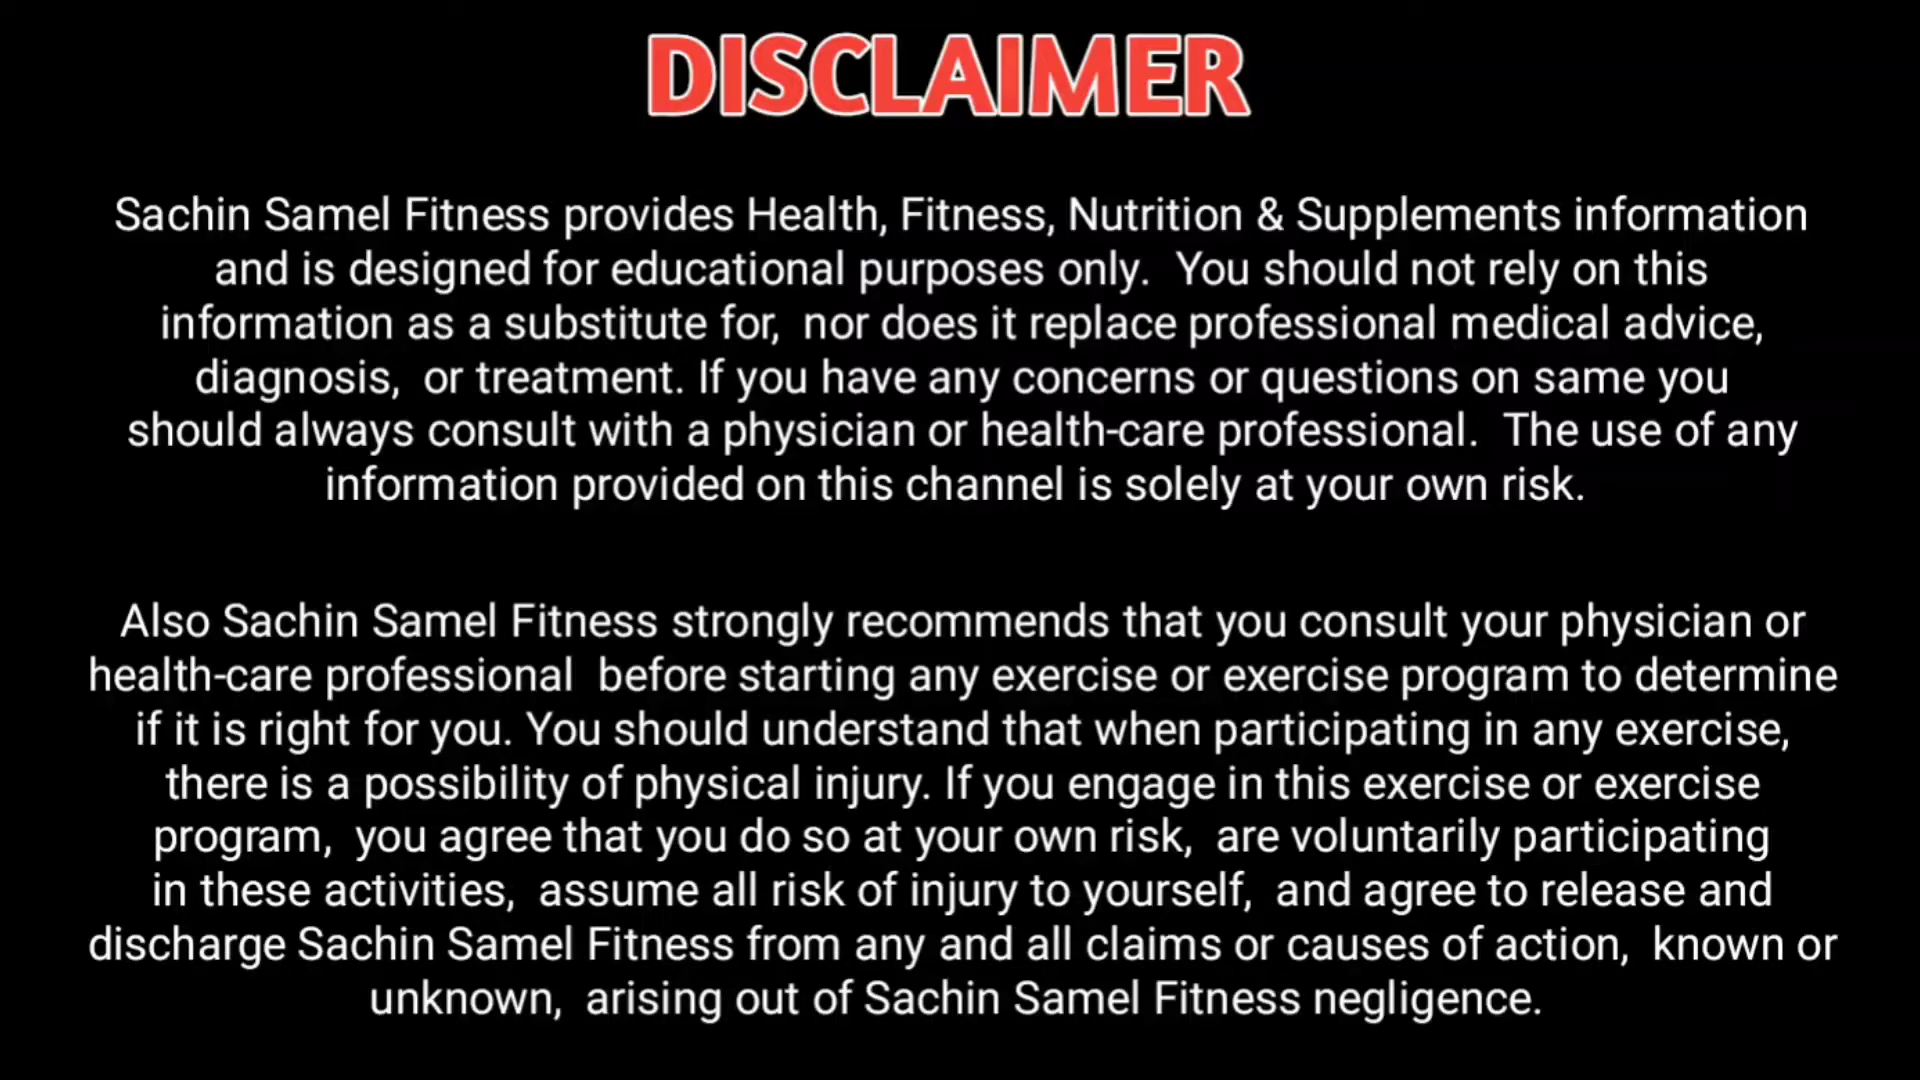 DISCLAIMER
Sachin Samel Fitness provides Health, Fitness, Nutrition & Supplements information
and is designed for educational purposes only.  You should not rely on this
information as a substitute for,  nor does it replace professional medical advice,
diagnosis,  or treatment. If you have any concerns or questions on same you
should always consult with a physician or health-care professional.  The use of any
information provided on this channel is solely at your own risk.
Also Sachin Samel Fitness strongly recommends that you consult your physician or
health-care professional  before starting any exercise or exercise program to determine
if it is right for you. You should understand that when participating in any exercise,
there is a possibility of physical injury. If you engage in this exercise or exercise
program,  you agree that you do so at your own risk,  are voluntarily participating
in these activities,  assume all risk of injury to yourself,  and agree to release and
discharge Sachin Samel Fitness from any and all claims or causes of action,  known or
unknown,  arising out of Sachin Samel Fitness negligence.